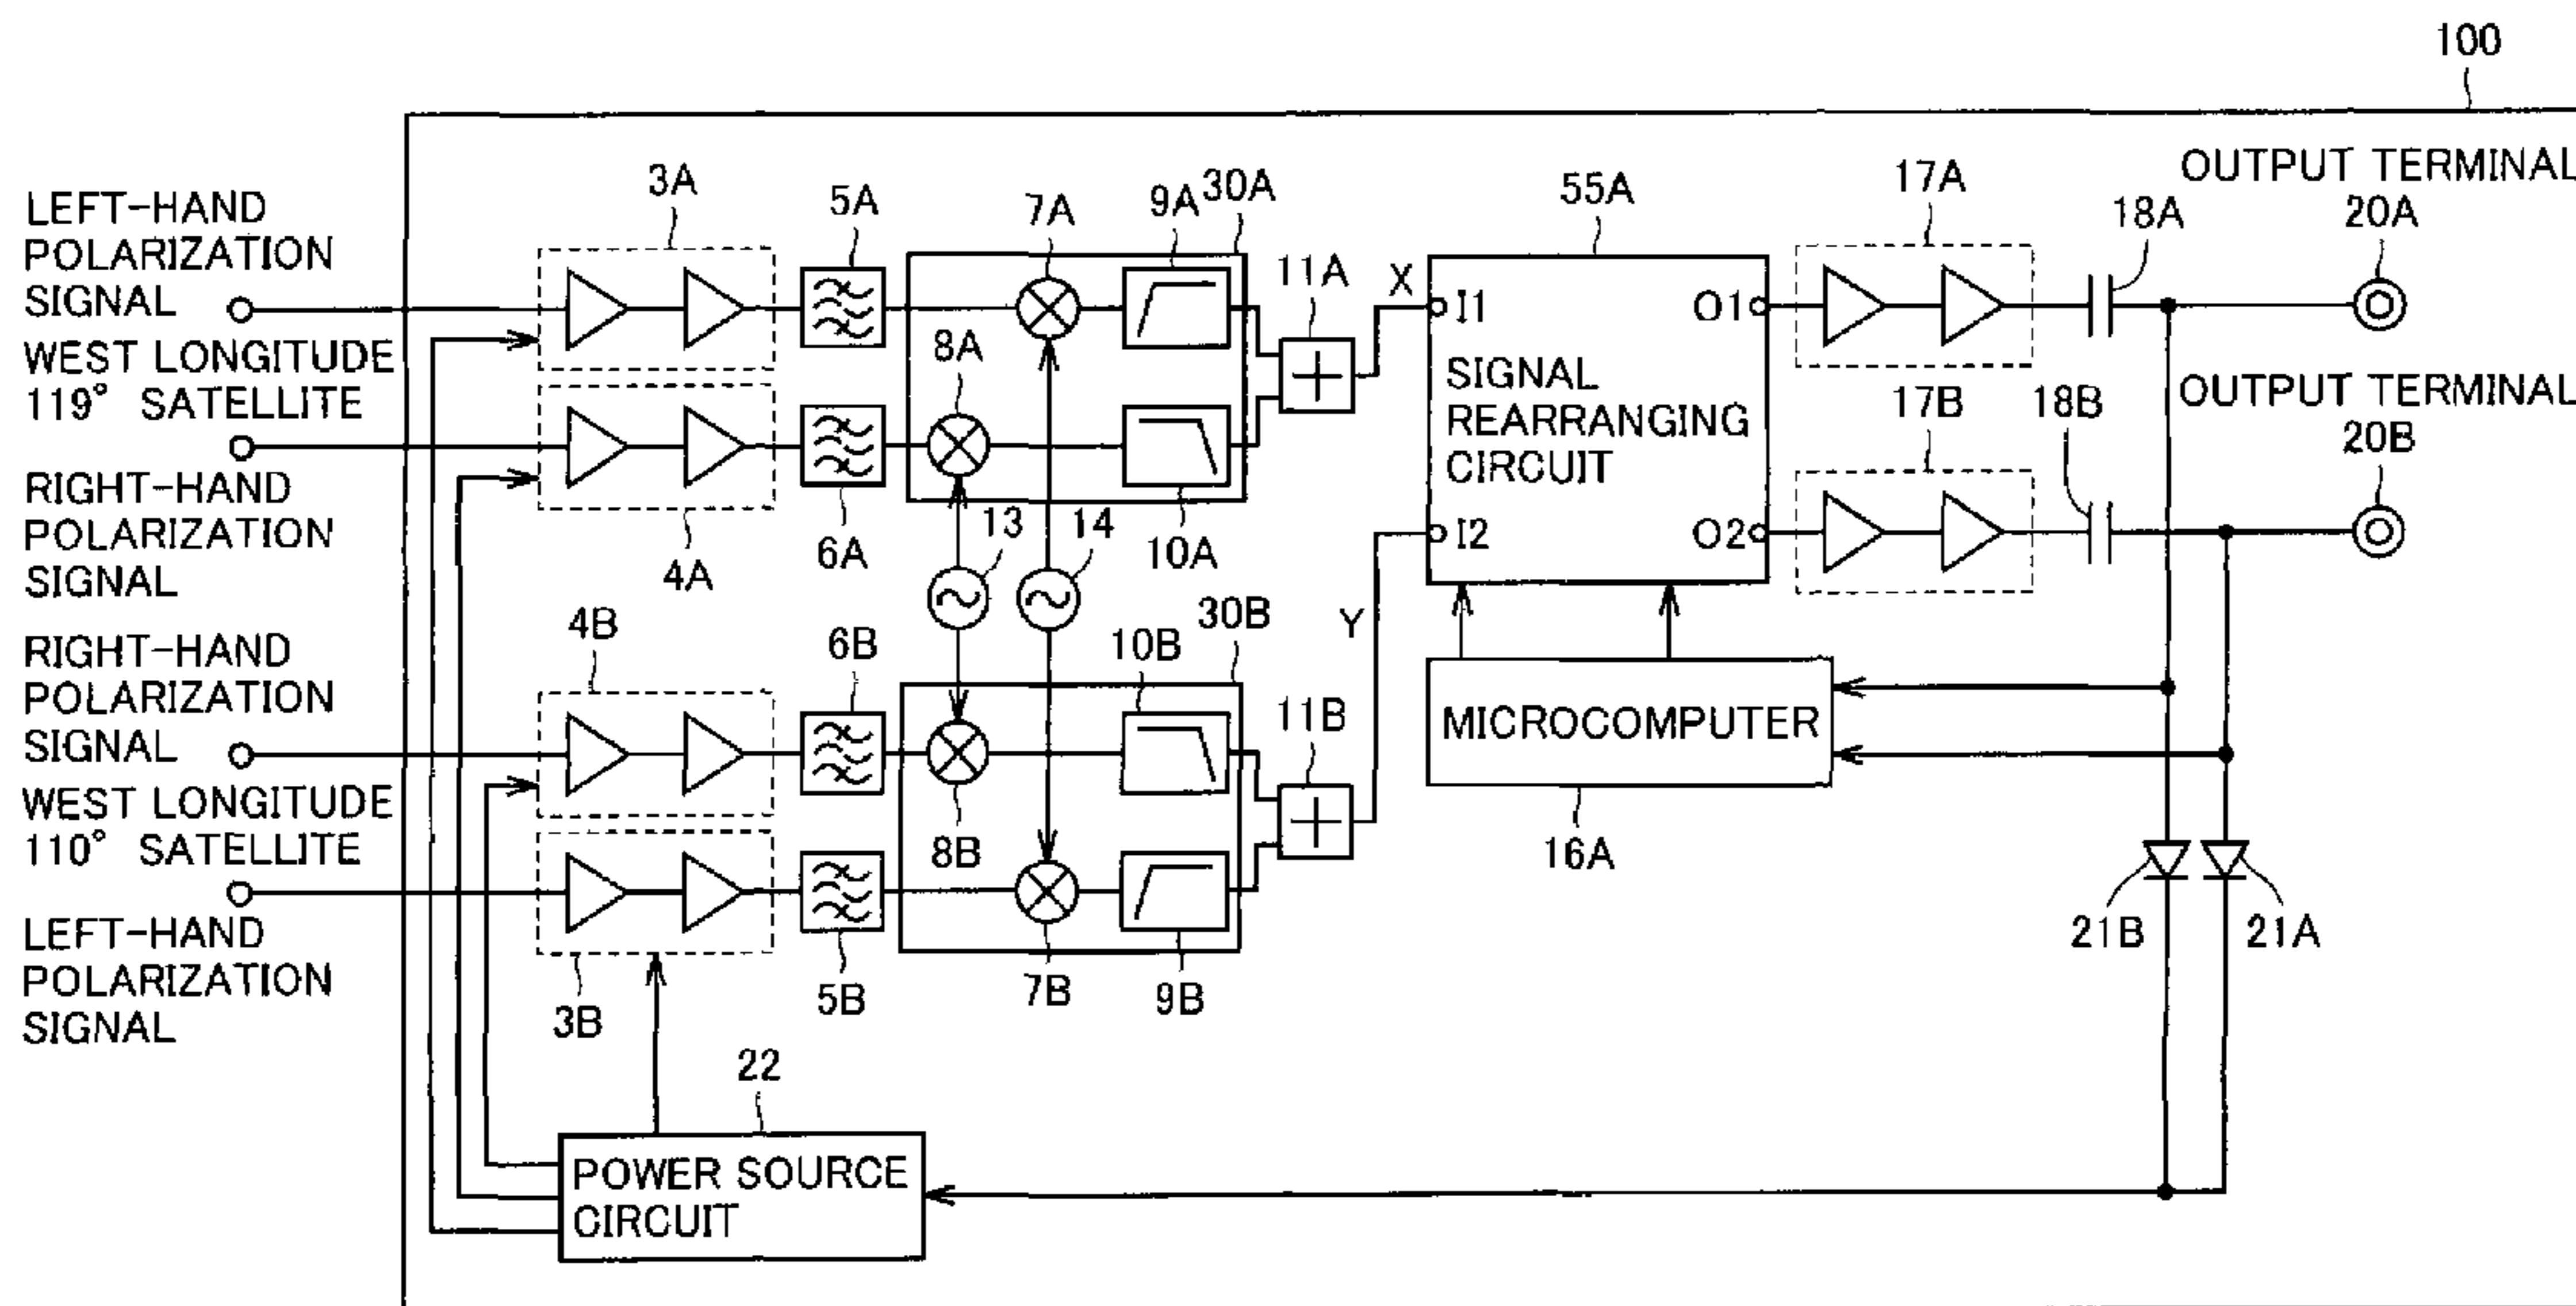 100
OUTPUT TERMINAL
20A
LEFT-HAND
POLARIZATION
SIGNAL
3A
5A
7A
9A
30A
11A
X
55A
17A
18A
WEST LONGITUDE
119° SATELLITE
8A
I1
O1
SIGNAL
REARRANGING
CIRCUIT
OUTPUT TERMINAL
20B
17B
18B
RIGHT-HAND
POLARIZATION
SIGNAL
4A
6A
13
14
10A
I2
O2
Y
RIGHT-HAND
POLARIZATION
SIGNAL
4B
6B
10B
30B
11B
MICROCOMPUTER
16A
WEST LONGITUDE
110° SATELLITE
8B
21B
21A
LEFT-HAND
POLARIZATION
SIGNAL
3B
5B
7B
9B
22
POWER SOURCE
CIRCUIT